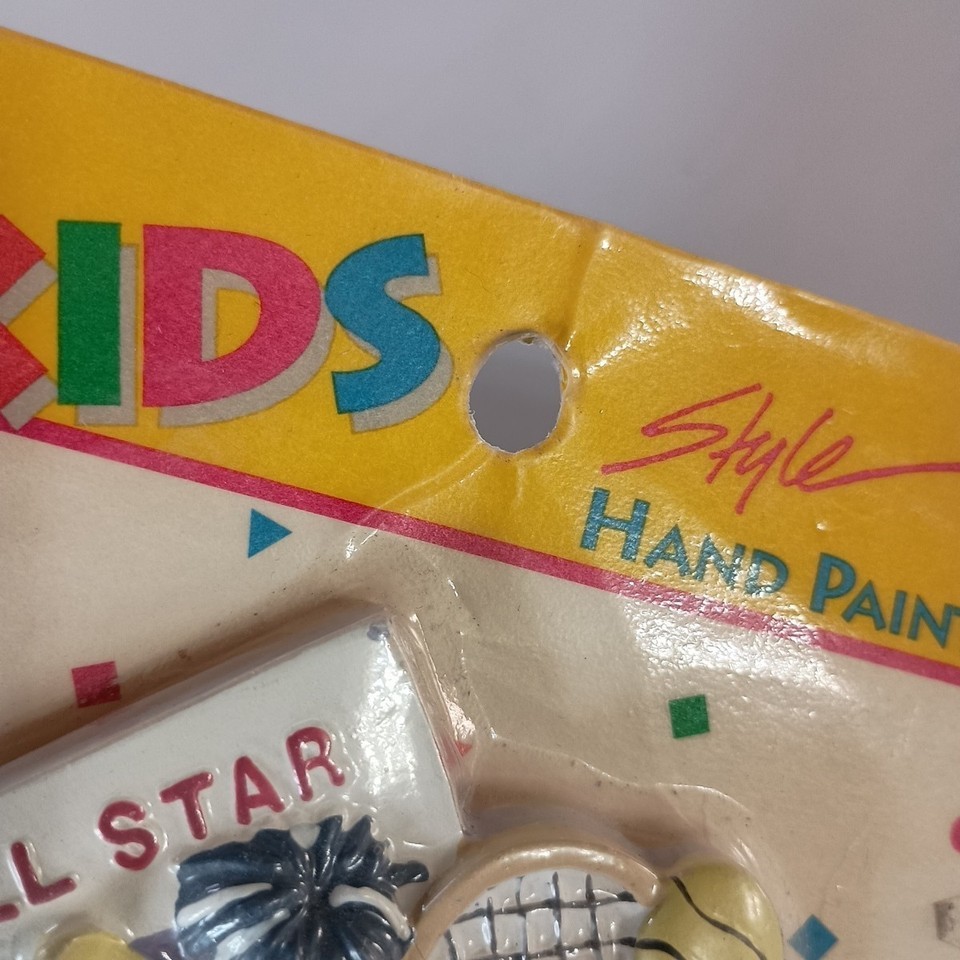 KIDS
Style
HAND PAINT
LL STAR